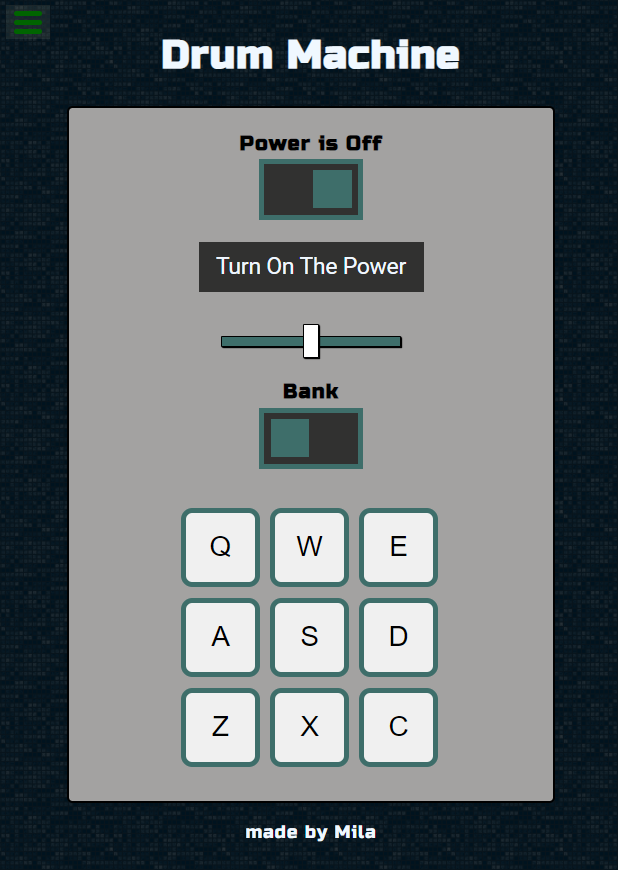 Drum Machine
Power is Off
Turn On The Power
Bank
Q W E
A S D
Z X C
made by Mila